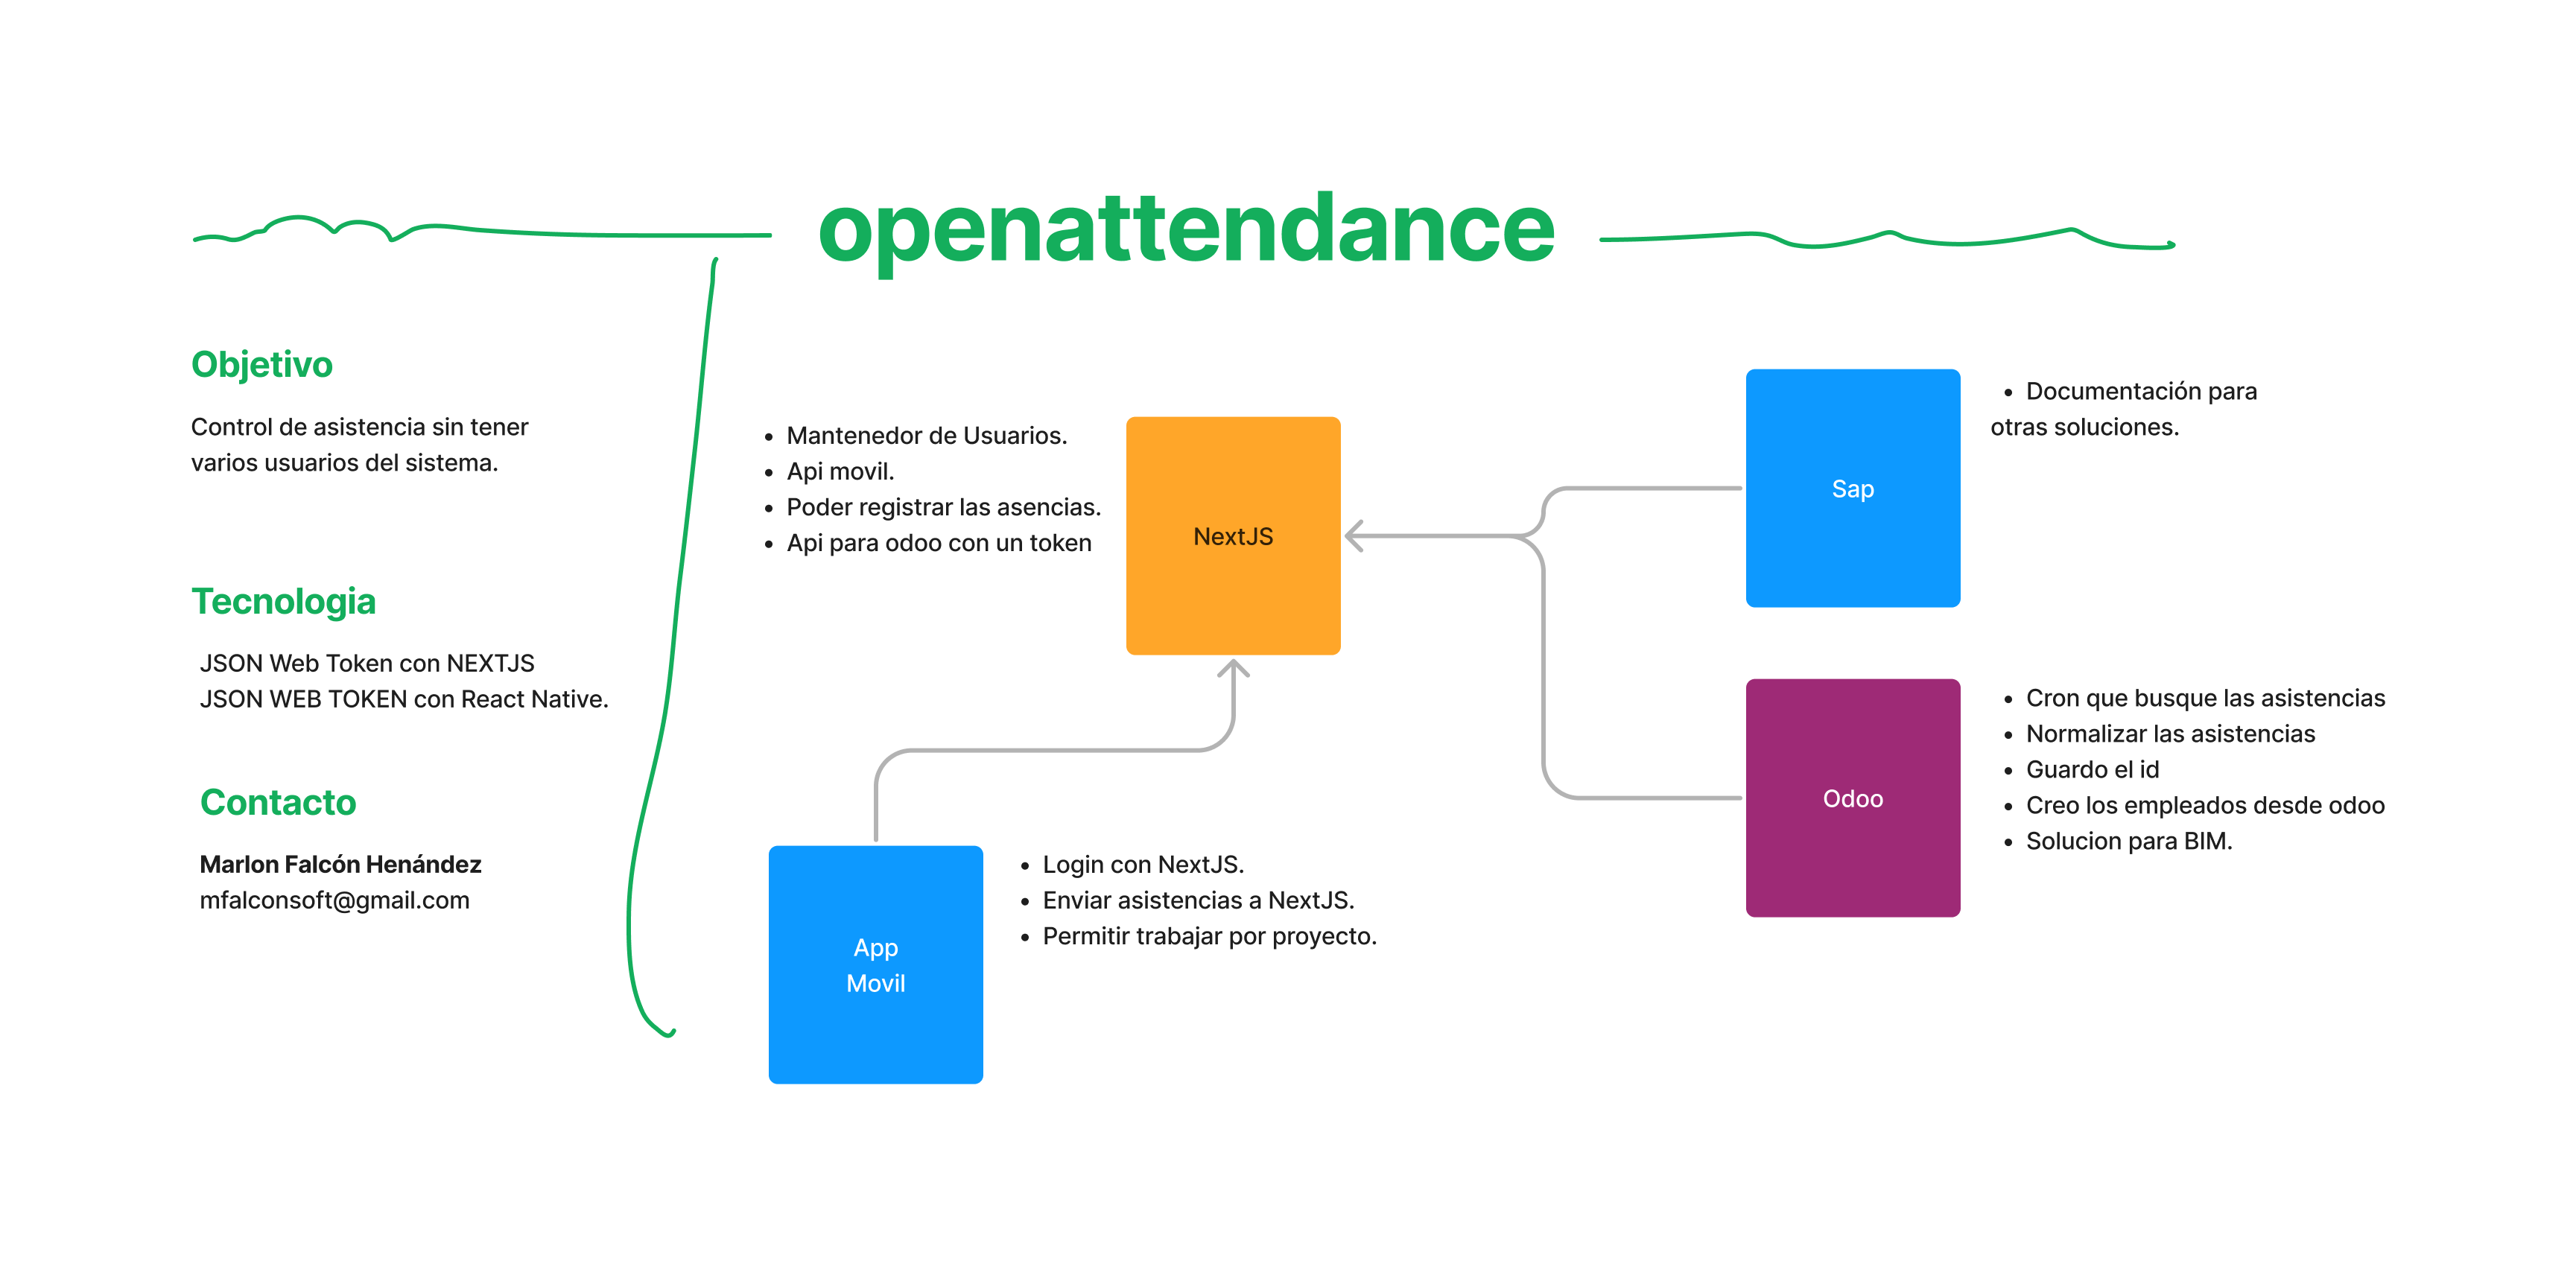 openattendance
Objetivo
Control de asistencia sin tener
varios usuarios del sistema.
Tecnologia
JSON Web Token con NEXTJS
JSON WEB TOKEN con React Native.
Contacto
Marlon Falcón Henández
mfalconsoft@gmail.com
• Mantenedor de Usuarios.
• Api movil.
• Poder registrar las asencias.
• Api para odoo con un token
NextJS
App
Movil
• Login con NextJS.
• Enviar asistencias a NextJS.
• Permitir trabajar por proyecto.
Sap
• Documentación para
otras soluciones.
Odoo
• Cron que busque las asistencias
• Normalizar las asistencias
• Guardo el id
• Creo los empleados desde odoo
• Solucion para BIM.